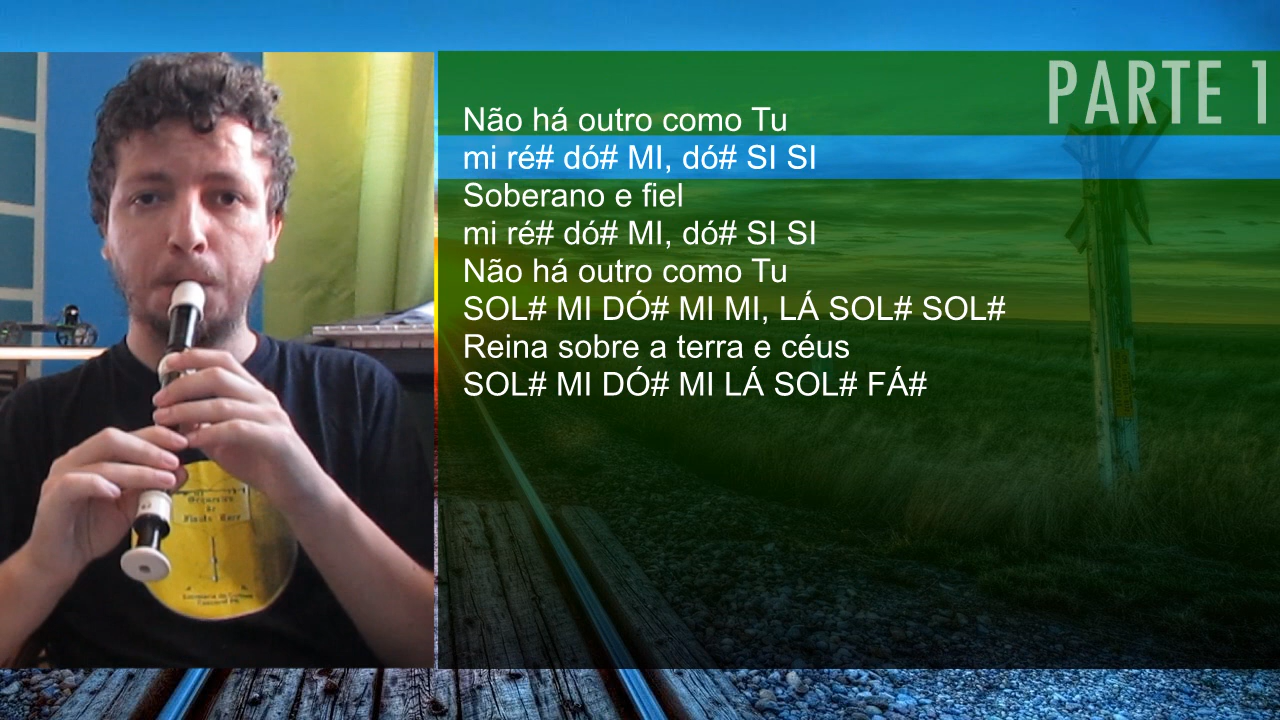 PARTE 1
Não há outro como Tu
mi ré# dó# MI, dó# SI SI
Soberano e fiel
mi ré# dó# MI, dó# SI SI
Não há outro como Tu
SOL# MI DÓ# MI MI, LÁ SOL# SOL#
Reina sobre a terra e céus
SOL# MI DÓ# MI LÁ SOL# FÁ#